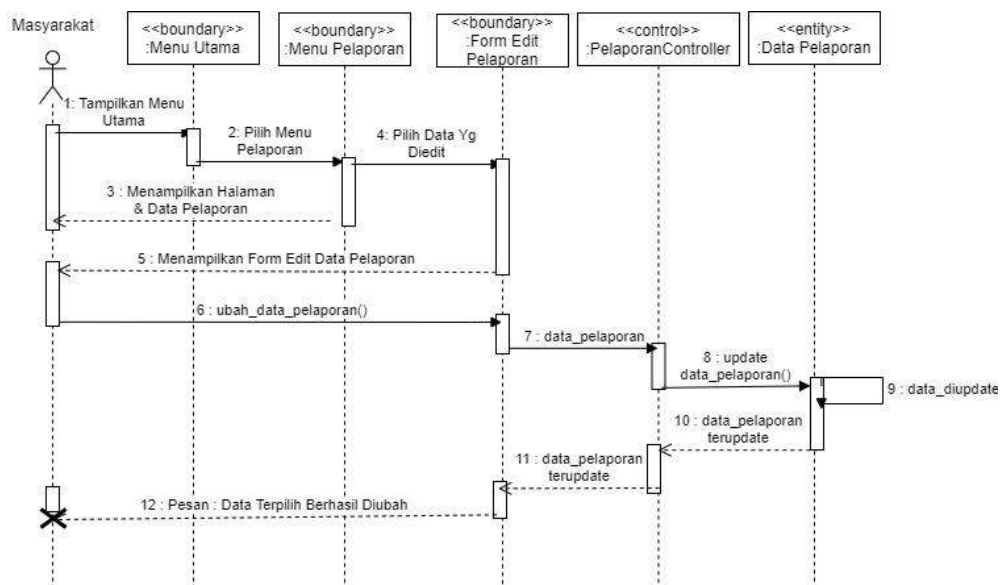 Masyarakat
<<boundary>>
:Menu Utama
<<boundary>>
:Menu Pelaporan
<<boundary>>
:Form Edit
Pelaporan
<<control>>
:PelaporanController
<<entity>>
:Data Pelaporan
1: Tampilkan Menu
Utama
2: Pilih Menu
Pelaporan
4: Pilih Data Yg
Diedit
3 : Menampilkan Halaman
& Data Pelaporan
5 : Menampilkan Form Edit Data Pelaporan
6 : ubah_data_pelaporan()
7 : data_pelaporan
8 : update
data_pelaporan()
9 : data_diupdate
10 : data_pelaporan
terupdate
11 : data_pelaporan
terupdate
12 : Pesan : Data Terpilih Berhasil Diubah